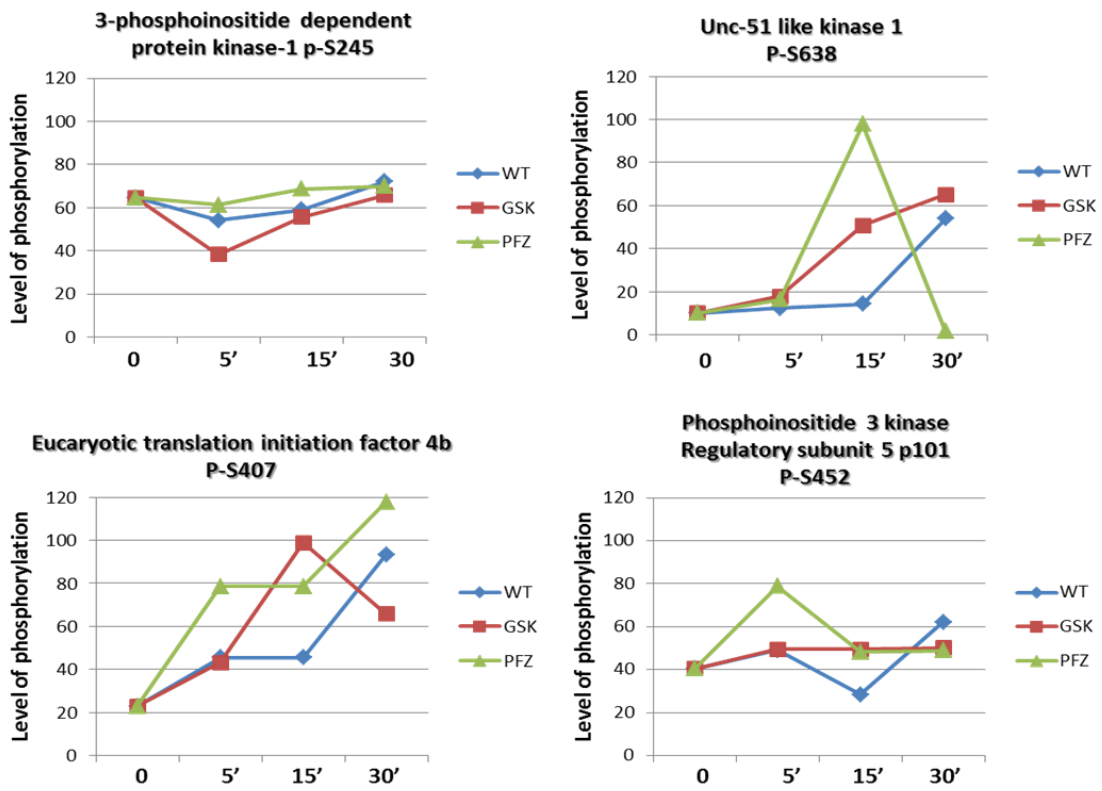 3-phosphoinositide dependent
protein kinase-1 p-S245
Level of phosphorylation
120
100
80
60
40
20
0
0 5’ 15’ 30
WT
GSK
PFZ
Unc-51 like kinase 1
P-S638
Level of phosphorylation
120
100
80
60
40
20
0
0 5’ 15’ 30’
WT
GSK
PFZ
Eucaryotic translation initiation factor 4b
P-S407
Level of phosphorylation
120
100
80
60
40
20
0
0 5’ 15’ 30’
WT
GSK
PFZ
Phosphoinositide 3 kinase
Regulatory subunit 5 p101
P-S452
Level of phosphorylation
120
100
80
60
40
20
0
0 5’ 15’ 30’
WT
GSK
PFZ